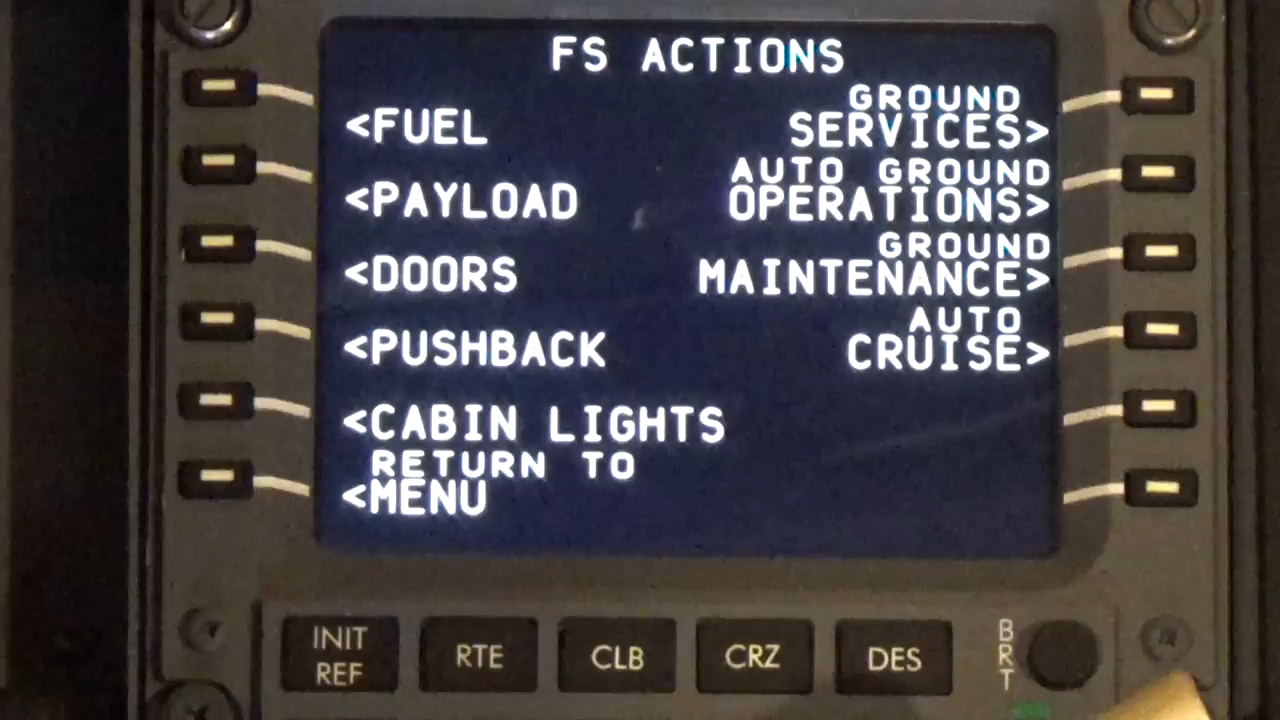 FS ACTIONS
GROUND
<FUEL SERVICES>
AUTO GROUND
<PAYLOAD OPERATIONS>
GROUND
<DOORS MAINTENANCE>
AUTO
<PUSHBACK CRUISE>
<CABIN LIGHTS
RETURN TO
<MENU
INIT REF
RTE
CLB
CRZ
DES
BRT